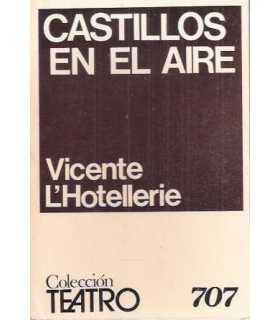 CASTILLOS
EN EL AIRE
Vicente
L'Hotellerie
Colección
TEATRO
707